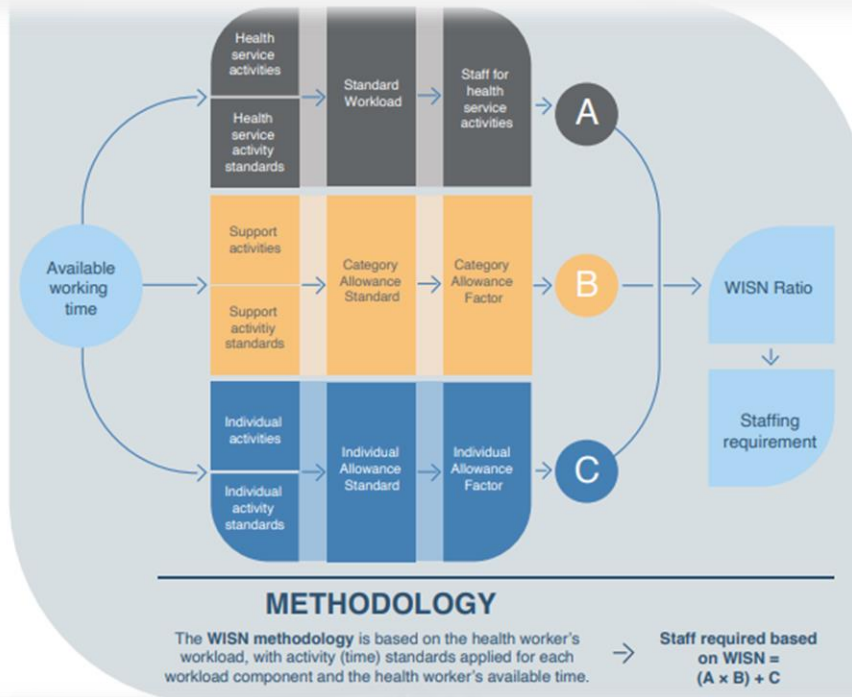 Health
service
activities
Health
service
activity
standards
Standard
Workload
Staff for
health
service
activities
A
Available
working
time
Support
activities
Support
activitiy
standards
Category
Allowance
Standard
Category
Allowance
Factor
B
WISN Ratio
Staffing
requirement
Individual
activities
Individual
activity
standards
Individual
Allowance
Standard
Individual
Allowance
Factor
C
METHODOLOGY
The WISN methodology is based on the health worker's
workload, with activity (time) standards applied for each
workload component and the health worker's available time.
Staff required based
on WISN =
(A × B) + C